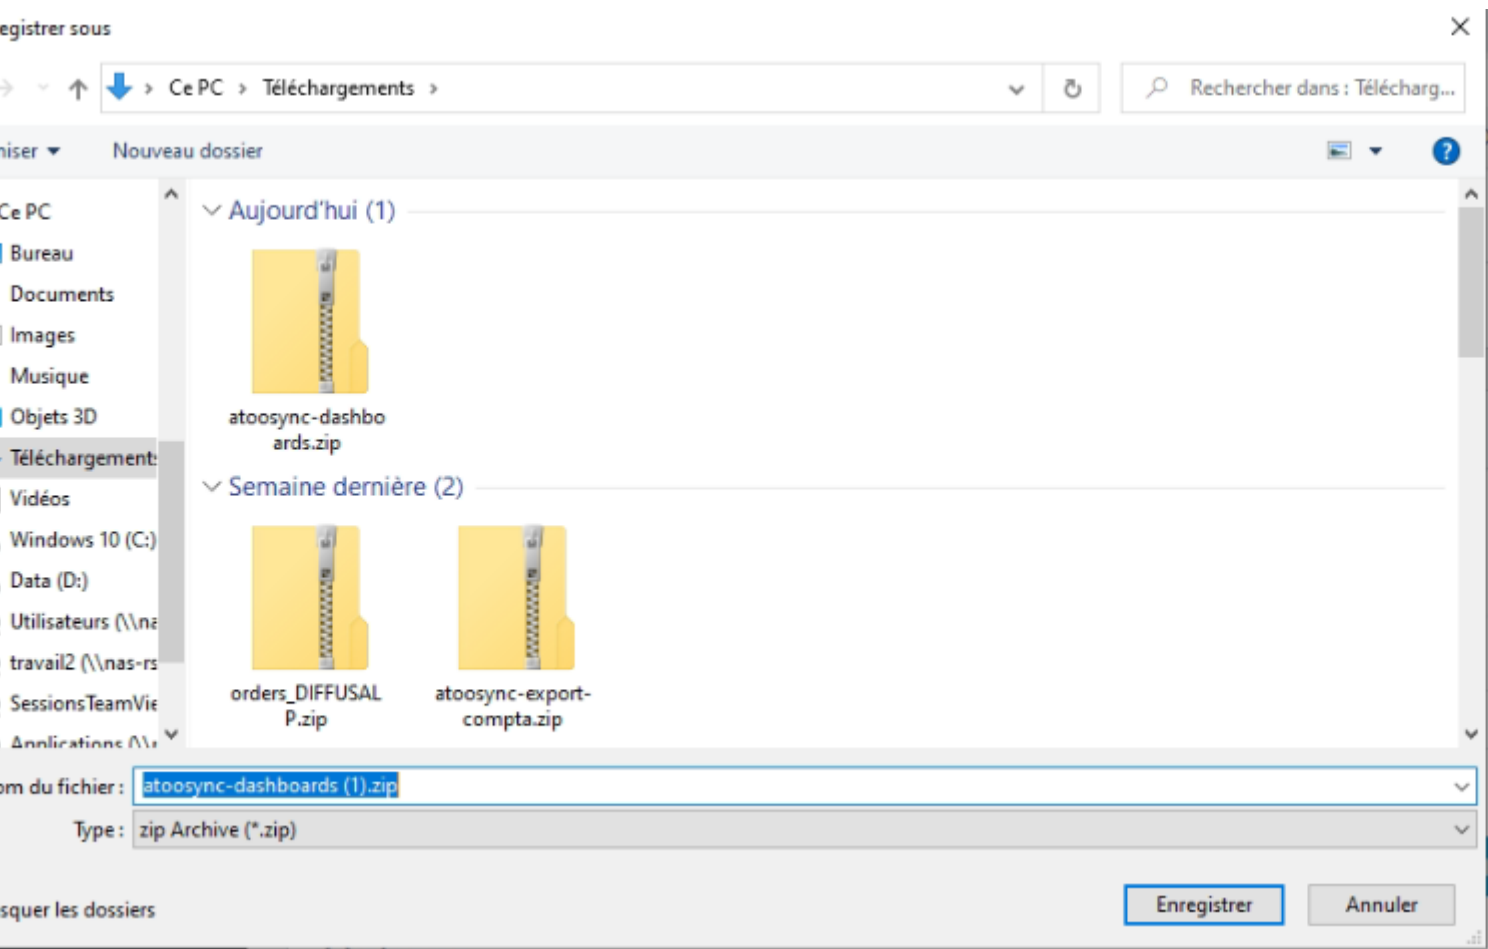 egistrer sous
Ce PC > Téléchargements >
Rechercher dans : Télécharg...
niser
Nouveau dossier
?
Ce PC
Bureau
Documents
Images
Musique
Objets 3D
Téléchargements
Vidéos
Windows 10 (C:)
Data (D:)
Utilisateurs (\\na
travail2 (\\nas-rs
SessionsTeamVie
Applications (\\
Aujourd'hui (1)
atoosync-dashbo
ards.zip
Semaine dernière (2)
orders_DIFFUSAL
P.zip
atoosync-export-
compta.zip
om du fichier : atoosync-dashboards (1).zip
Type : zip Archive (*.zip)
squer les dossiers
Enregistrer
Annuler